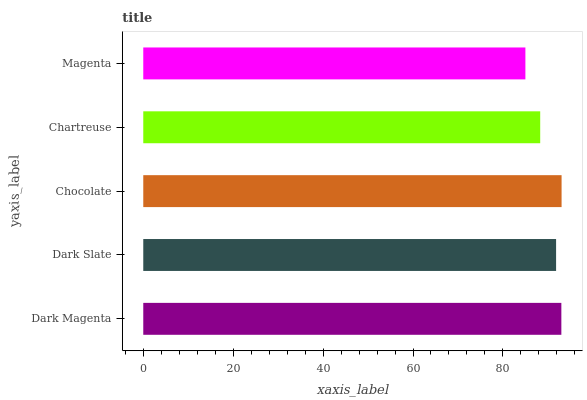 title
Magenta
Chartreuse
Chocolate
Dark Slate
Dark Magenta
yaxis_label
0 20 40 60 80
xaxis_label